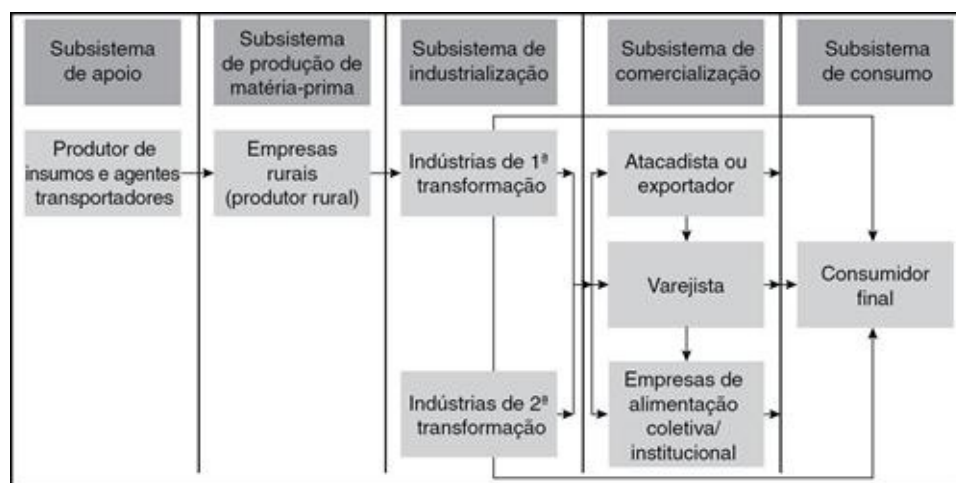 Subsistema
de apoio
Subsistema
de produção de
matéria-prima
Subsistema de
industrialização
Subsistema de
comercialização
Subsistema
de consumo
Produtor de
insumos e agentes
transportadores
Empresas
rurais
(produtor rural)
Indústrias de 1ª
transformação
Atacadista ou
exportador
Varejista
Consumidor
final
Indústrias de 2ª
transformação
Empresas de
alimentação
coletiva/
institucional